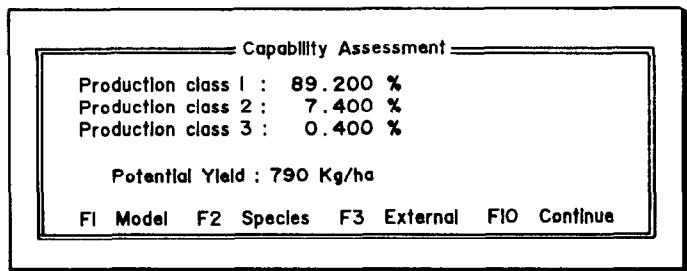 Capability Assessment
Production class 1 : 89.200 %
Production class 2 : 7.400 %
Production class 3 : 0.400 %
Potential Yield : 790 Kg/ha
F1 Model F2 Species F3 External F10 Continue